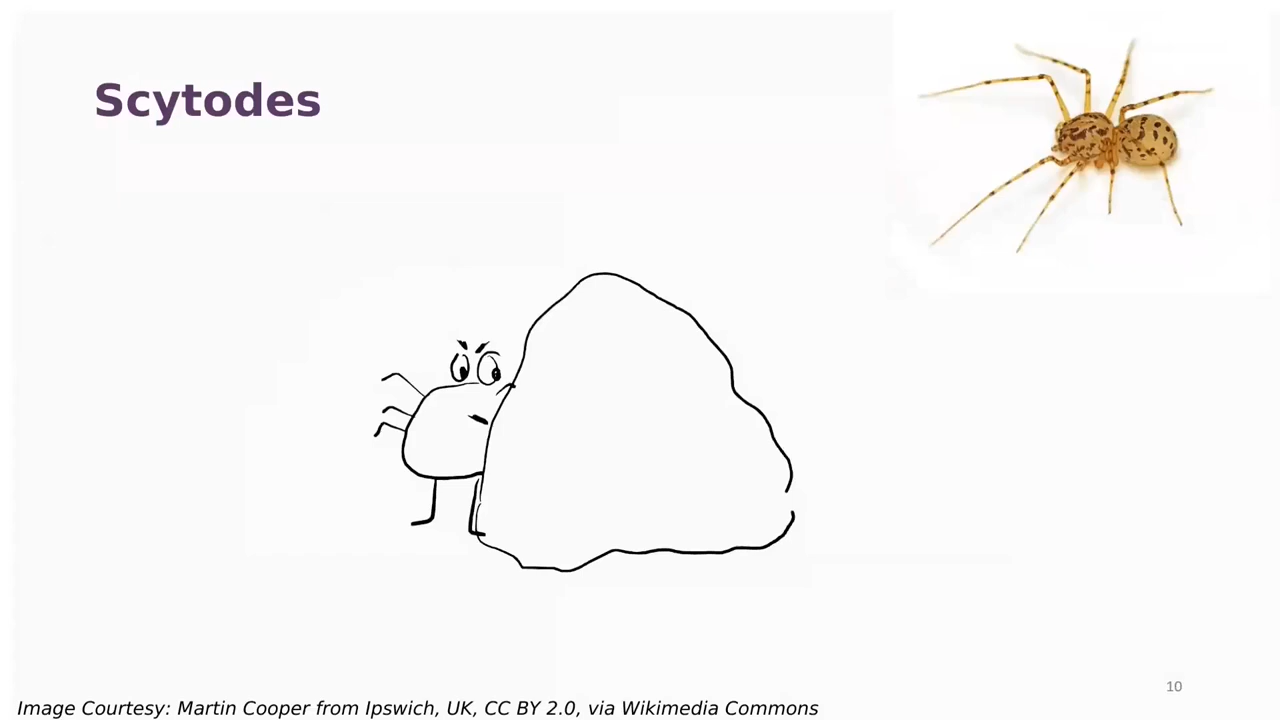 Scytodes
10
Image Courtesy: Martin Cooper from Ipswich, UK, CC BY 2.0, via Wikimedia Commons